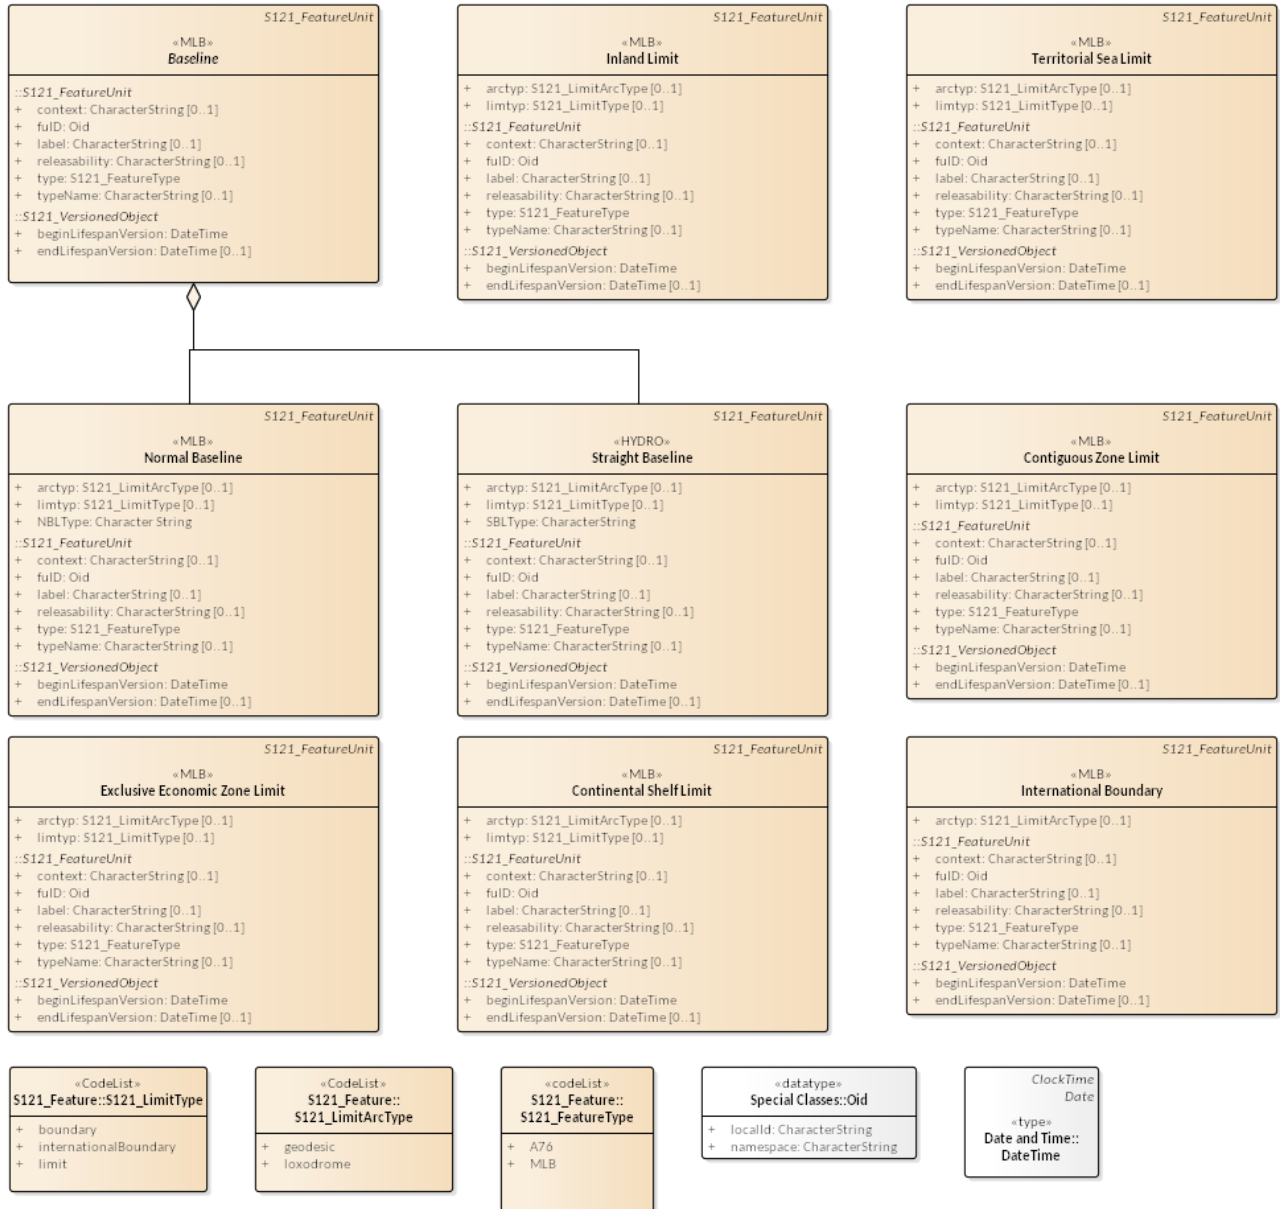 S121_FeatureUnit
«MLB»
Baseline
::S121_FeatureUnit
+ context: CharacterString [0..1]
+ fuID: Oid
+ label: CharacterString [0..1]
+ releasability: CharacterString [0..1]
+ type: S121_FeatureType
+ typeName: CharacterString [0..1]
::S121_VersionedObject
+ beginLifespanVersion: DateTime
+ endLifespanVersion: DateTime [0..1]
S121_FeatureUnit
«MLB»
Inland Limit
+ arctyp: S121_LimitArcType [0..1]
+ limtyp: S121_LimitType [0..1]
::S121_FeatureUnit
+ context: CharacterString [0..1]
+ fuID: Oid
+ label: CharacterString [0..1]
+ releasability: CharacterString [0..1]
+ type: S121_FeatureType
+ typeName: CharacterString [0..1]
::S121_VersionedObject
+ beginLifespanVersion: DateTime
+ endLifespanVersion: DateTime [0..1]
S121_FeatureUnit
«MLB»
Territorial Sea Limit
+ arctyp: S121_LimitArcType [0..1]
+ limtyp: S121_LimitType [0..1]
::S121_FeatureUnit
+ context: CharacterString [0..1]
+ fuID: Oid
+ label: CharacterString [0..1]
+ releasability: CharacterString [0..1]
+ type: S121_FeatureType
+ typeName: CharacterString [0..1]
::S121_VersionedObject
+ beginLifespanVersion: DateTime
+ endLifespanVersion: DateTime [0..1]
S121_FeatureUnit
«MLB»
Normal Baseline
+ arctyp: S121_LimitArcType [0..1]
+ limtyp: S121_LimitType [0..1]
+ NBLType: Character String
::S121_FeatureUnit
+ context: CharacterString [0..1]
+ fuID: Oid
+ label: CharacterString [0..1]
+ releasability: CharacterString [0..1]
+ type: S121_FeatureType
+ typeName: CharacterString [0..1]
::S121_VersionedObject
+ beginLifespanVersion: DateTime
+ endLifespanVersion: DateTime [0..1]
S121_FeatureUnit
«HYDRO»
Straight Baseline
+ arctyp: S121_LimitArcType [0..1]
+ limtyp: S121_LimitType [0..1]
+ SBLType: CharacterString
::S121_FeatureUnit
+ context: CharacterString [0..1]
+ fuID: Oid
+ label: CharacterString [0..1]
+ releasability: CharacterString [0..1]
+ type: S121_FeatureType
+ typeName: CharacterString [0..1]
::S121_VersionedObject
+ beginLifespanVersion: DateTime
+ endLifespanVersion: DateTime [0..1]
S121_FeatureUnit
«MLB»
Contiguous Zone Limit
+ arctyp: S121_LimitArcType [0..1]
+ limtyp: S121_LimitType [0..1]
::S121_FeatureUnit
+ context: CharacterString [0..1]
+ fuID: Oid
+ label: CharacterString [0..1]
+ releasability: CharacterString [0..1]
+ type: S121_FeatureType
+ typeName: CharacterString [0..1]
::S121_VersionedObject
+ beginLifespanVersion: DateTime
+ endLifespanVersion: DateTime [0..1]
S121_FeatureUnit
«MLB»
Exclusive Economic Zone Limit
+ arctyp: S121_LimitArcType [0..1]
+ limtyp: S121_LimitType [0..1]
::S121_FeatureUnit
+ context: CharacterString [0..1]
+ fuID: Oid
+ label: CharacterString [0..1]
+ releasability: CharacterString [0..1]
+ type: S121_FeatureType
+ typeName: CharacterString [0..1]
::S121_VersionedObject
+ beginLifespanVersion: DateTime
+ endLifespanVersion: DateTime [0..1]
S121_FeatureUnit
«MLB»
Continental Shelf Limit
+ arctyp: S121_LimitArcType [0..1]
+ limtyp: S121_LimitType [0..1]
::S121_FeatureUnit
+ context: CharacterString [0..1]
+ fuID: Oid
+ label: CharacterString [0..1]
+ releasability: CharacterString [0..1]
+ type: S121_FeatureType
+ typeName: CharacterString [0..1]
::S121_VersionedObject
+ beginLifespanVersion: DateTime
+ endLifespanVersion: DateTime [0..1]
S121_FeatureUnit
«MLB»
International Boundary
+ arctyp: S121_LimitArcType [0..1]
::S121_FeatureUnit
+ context: CharacterString [0..1]
+ fuID: Oid
+ label: CharacterString [0..1]
+ releasability: CharacterString [0..1]
+ type: S121_FeatureType
+ typeName: CharacterString [0..1]
::S121_VersionedObject
+ beginLifespanVersion: DateTime
+ endLifespanVersion: DateTime [0..1]
«CodeList»
S121_Feature::S121_LimitType
+ boundary
+ internationalBoundary
+ limit
«CodeList»
S121_Feature::
S121_LimitArcType
+ geodesic
+ loxodrome
«codeList»
S121_Feature::
S121_FeatureType
+ A76
+ MLB
«datatype»
Special Classes::Oid
+ localId: CharacterString
+ namespace: CharacterString
ClockTime
Date
«type»
Date and Time::
DateTime